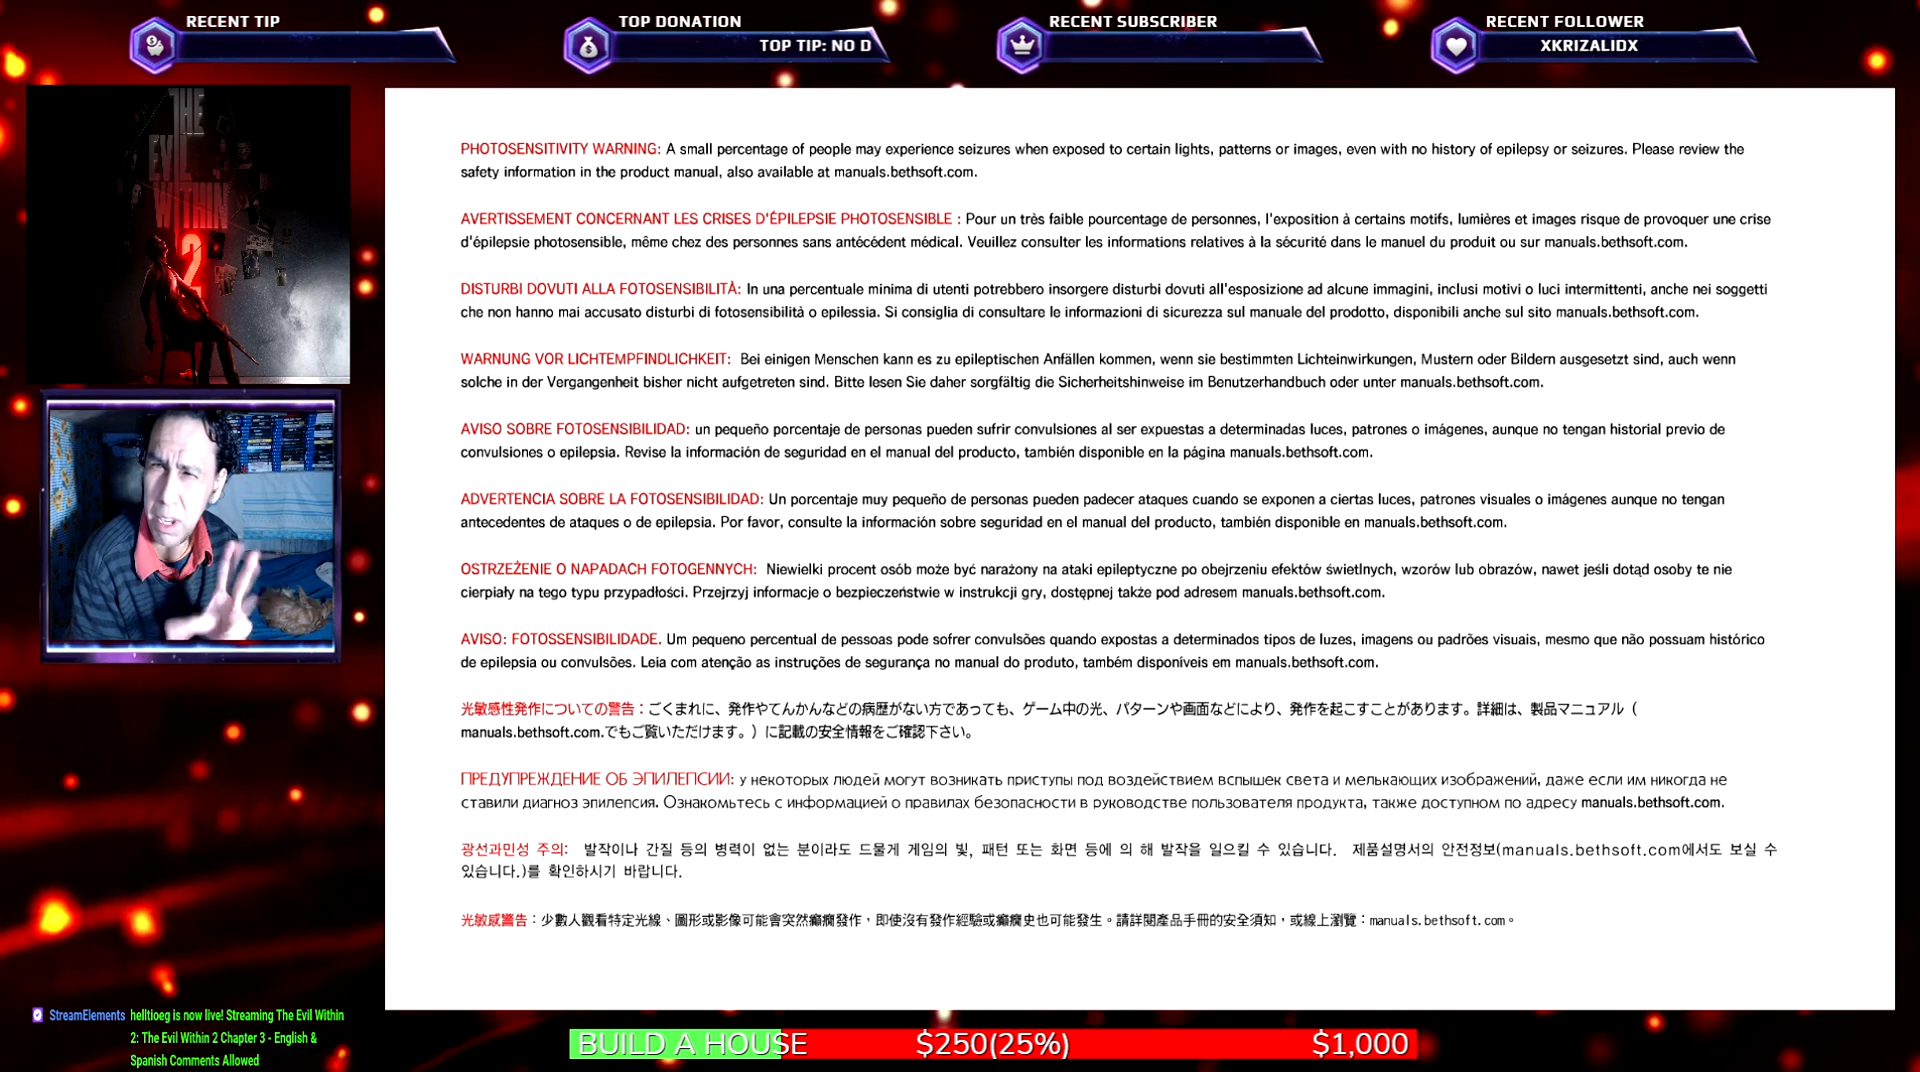 RECENT TIP
TOP DONATION
TOP TIP: NO D
RECENT SUBSCRIBER
RECENT FOLLOWER
XKRIZALIDX
THE
EVIL
WITHIN
2
PHOTOSENSITIVITY WARNING: A small percentage of people may experience seizures when exposed to certain lights, patterns or images, even with no history of epilepsy or seizures. Please review the
safety information in the product manual, also available at manuals.bethsoft.com.
AVERTISSEMENT CONCERNANT LES CRISES D'ÉPILEPSIE PHOTOSENSIBLE : Pour un très faible pourcentage de personnes, l'exposition à certains motifs, lumières et images risque de provoquer une crise
d'épilepsie photosensible, même chez des personnes sans antécédent médical. Veuillez consulter les informations relatives à la sécurité dans le manuel du produit ou sur manuals.bethsoft.com.
DISTURBI DOVUTI ALLA FOTOSENSIBILITÀ: In una percentuale minima di utenti potrebbero insorgere disturbi dovuti all'esposizione ad alcune immagini, inclusi motivi o luci intermittenti, anche nei soggetti
che non hanno mai accusato disturbi di fotosensibilità o epilessia. Si consiglia di consultare le informazioni di sicurezza sul manuale del prodotto, disponibili anche sul sito manuals.bethsoft.com.
WARNUNG VOR LICHTEMPFINDLICHKEIT: Bei einigen Menschen kann es zu epileptischen Anfällen kommen, wenn sie bestimmten Lichteinwirkungen, Mustern oder Bildern ausgesetzt sind, auch wenn
solche in der Vergangenheit bisher nicht aufgetreten sind. Bitte lesen Sie daher sorgfältig die Sicherheitshinweise im Benutzerhandbuch oder unter manuals.bethsoft.com.
AVISO SOBRE FOTOSENSIBILIDAD: un pequeño porcentaje de personas pueden sufrir convulsiones al ser expuestas a determinadas luces, patrones o imágenes, aunque no tengan historial previo de
convulsiones o epilepsia. Revise la información de seguridad en el manual del producto, también disponible en la página manuals.bethsoft.com.
ADVERTENCIA SOBRE LA FOTOSENSIBILIDAD: Un porcentaje muy pequeño de personas pueden padecer ataques cuando se exponen a ciertas luces, patrones visuales o imágenes aunque no tengan
antecedentes de ataques o de epilepsia. Por favor, consulte la información sobre seguridad en el manual del producto, también disponible en manuals.bethsoft.com.
OSTRZEŻENIE O NAPADACH FOTOGENNYCH: Niewielki procent osób może być narażony na ataki epileptyczne po obejrzeniu efektów świetlnych, wzorów lub obrazów, nawet jeśli dotąd osoby te nie
cierpiały na tego typu przypadłości. Przejrzyj informacje o bezpieczeństwie w instrukcji gry, dostępnej także pod adresem manuals.bethsoft.com.
AVISO: FOTOSSENSIBILIDADE. Um pequeno percentual de pessoas pode sofrer convulsões quando expostas a determinados tipos de luzes, imagens ou padrões visuais, mesmo que não possuam histórico
de epilepsia ou convulsões. Leia com atenção as instruções de segurança no manual do produto, também disponíveis em manuals.bethsoft.com.
光敏感性発作についての警告：ごくまれに、発作やてんかんなどの病歴がない方であっても、ゲーム中の光、パターンや画面などにより、発作を起こすことがあります。詳細は、製品マニュアル（
manuals.bethsoft.com.でもご覧いただけます。）に記載の安全情報をご確認下さい。
ПРЕДУПРЕЖДЕНИЕ ОБ ЭПИЛЕПСИИ: у некоторых людей могут возникать приступы под воздействием вспышек света и мелькающих изображений, даже если им никогда не
ставили диагноз эпилепсия. Ознакомьтесь с информацией о правилах безопасности в руководстве пользователя продукта, также доступном по адресу manuals.bethsoft.com.
광선과민성 주의: 발작이나 간질 등의 병력이 없는 분이라도 드물게 게임의 빛, 패턴 또는 화면 등에 의 해 발작을 일으킬 수 있습니다. 제품설명서의 안전정보(manuals.bethsoft.com에서도 보실 수
있습니다.)를 확인하시기 바랍니다.
光敏感警告：少數人觀看特定光線、圖形或影像可能會突然癲癇發作，即使沒有發作經驗或癲癇史也可能發生。請詳閱產品手冊的安全須知，或線上瀏覽：manuals.bethsoft.com。
StreamElements helltioeg is now live! Streaming The Evil Within
2: The Evil Within 2 Chapter 3 - English &
Spanish Comments Allowed
BUILD A HOUSE $250(25%) $1,000